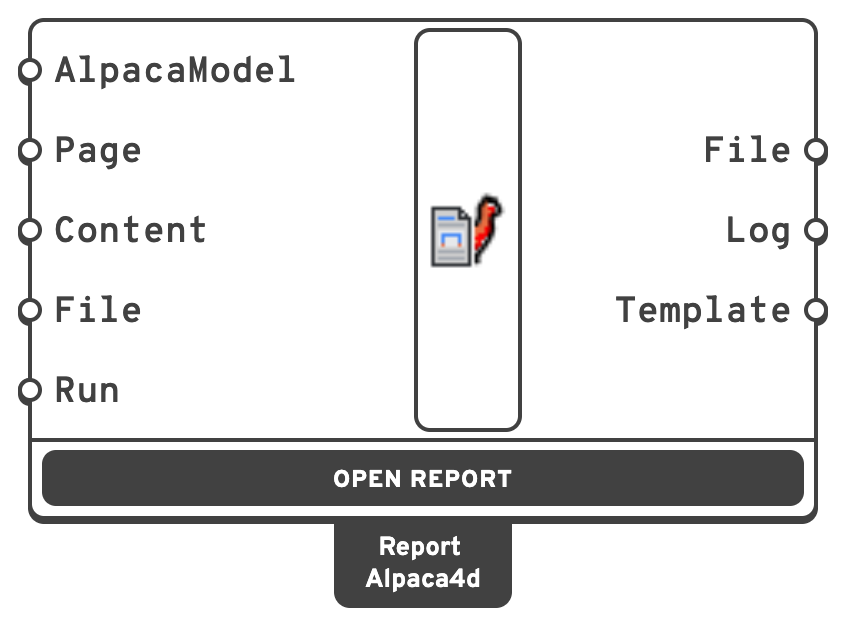 AlpacaModel
Page
Content
File
Run
File
Log
Template
OPEN REPORT
Report
Alpaca4d